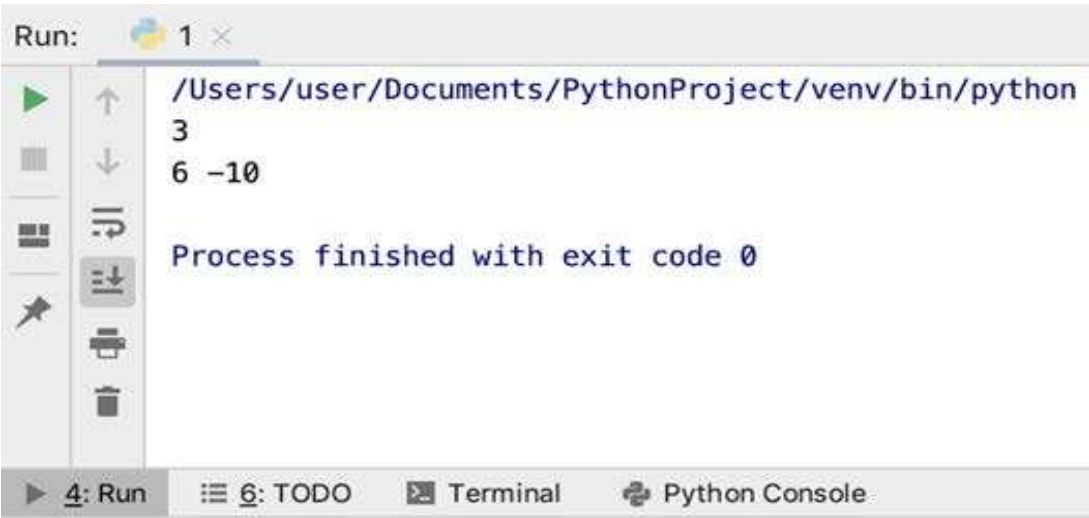 Run: 1
/Users/user/Documents/PythonProject/venv/bin/python
3
6 -10
Process finished with exit code 0
4: Run 6: TODO Terminal Python Console